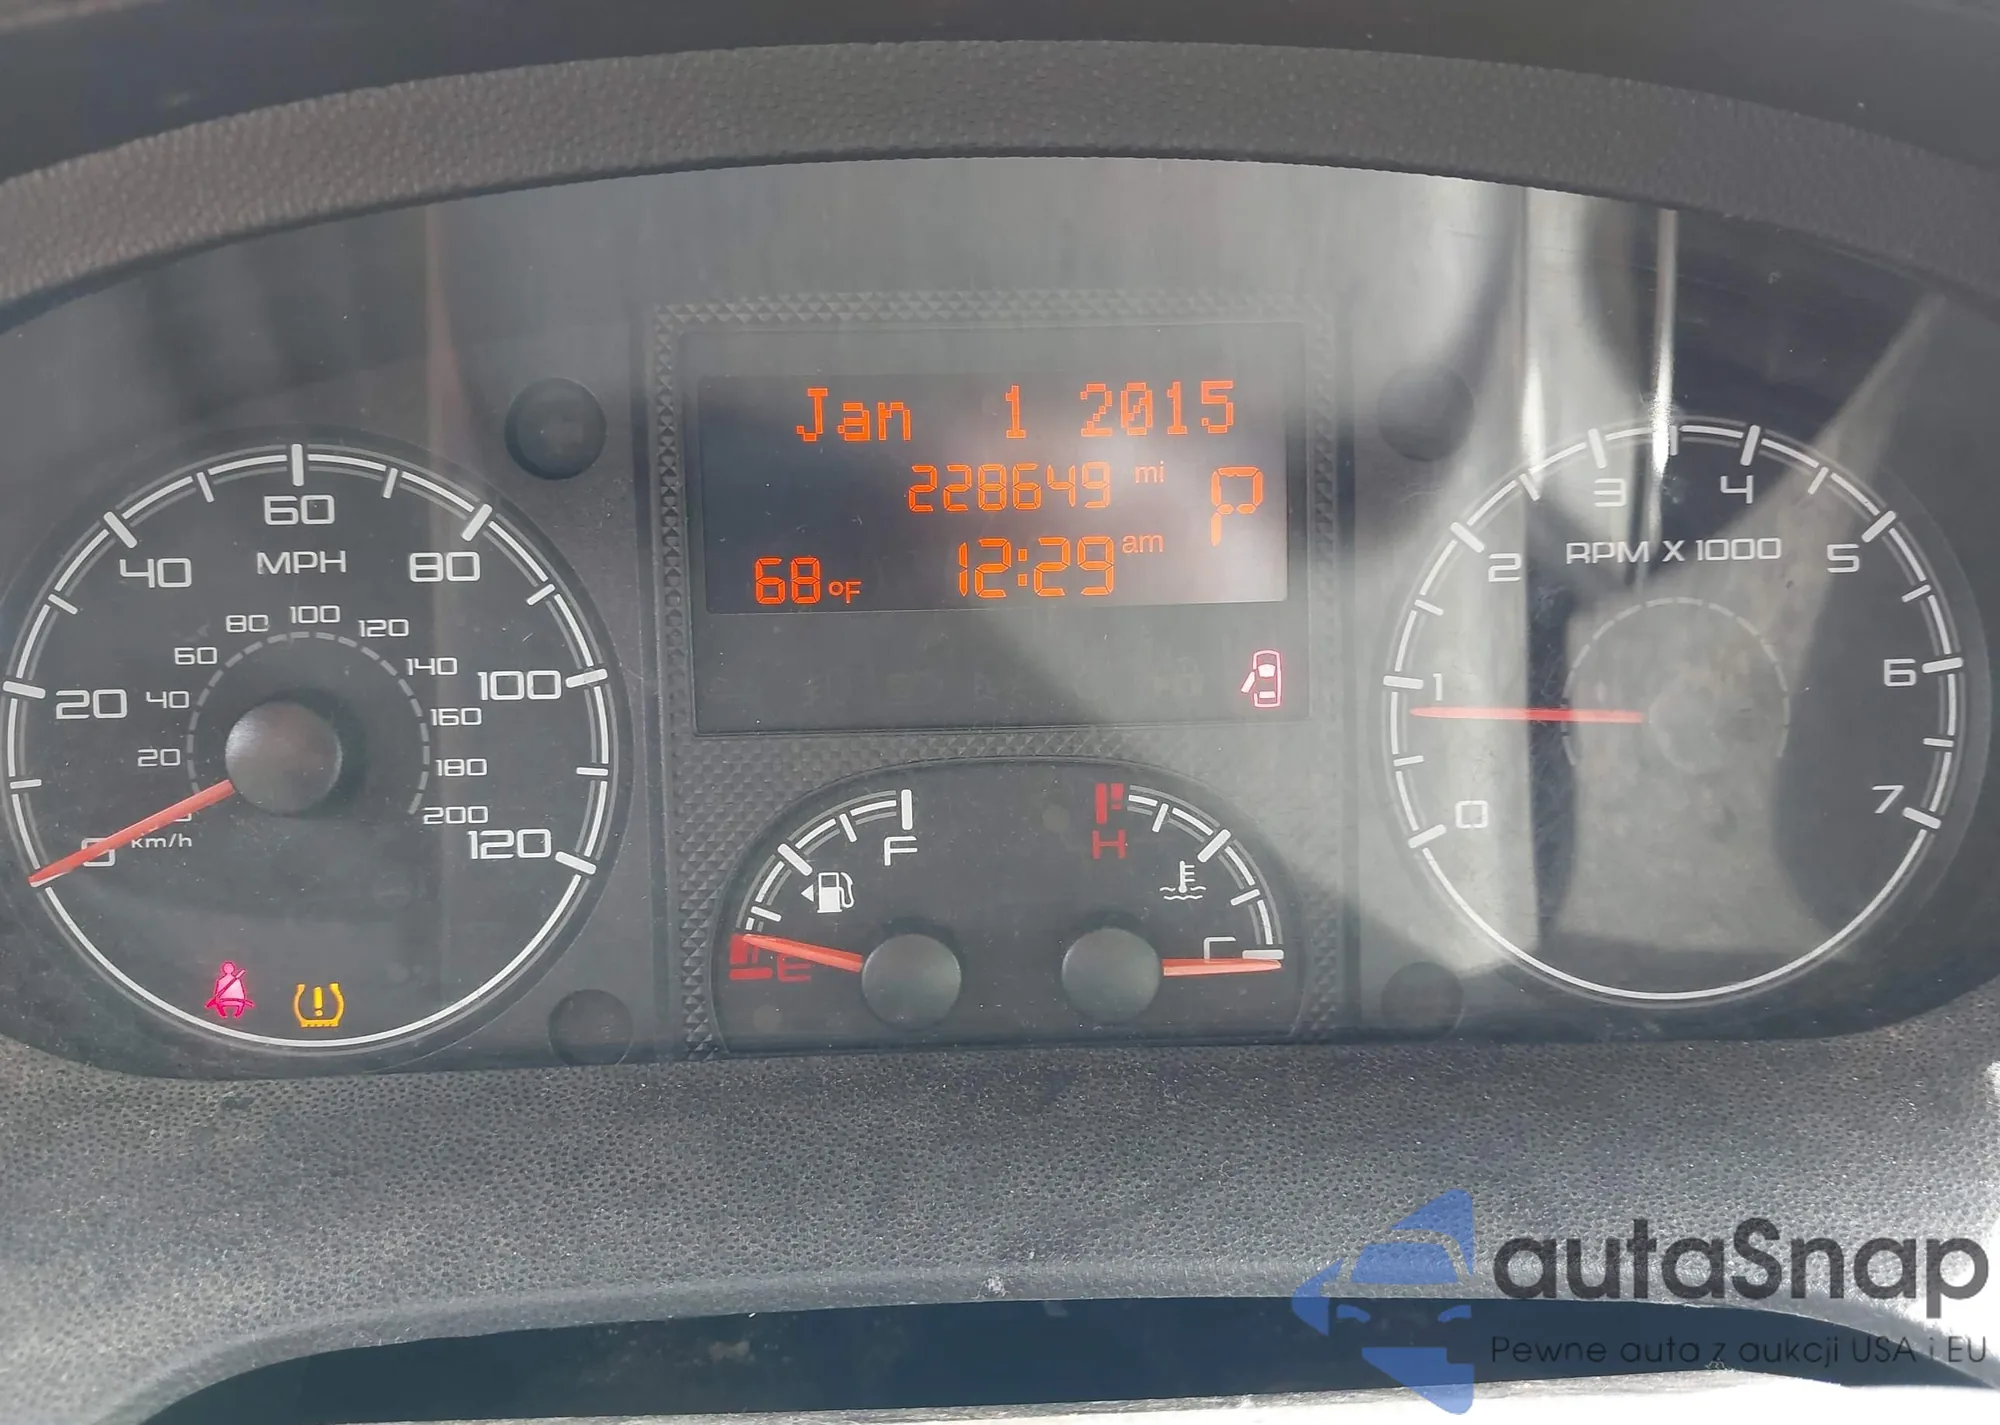 Jan 1 2015
228649 mi P
68°F 12:29 am
0 20 40 60 80 100 120
MPH
20 40 60 80 100 120 140 160 180 200
km/h
0 1 2 3 4 5 6 7
RPM X 1000
E F
H C
autaSnap
Pewne auta z aukcji USA i EU